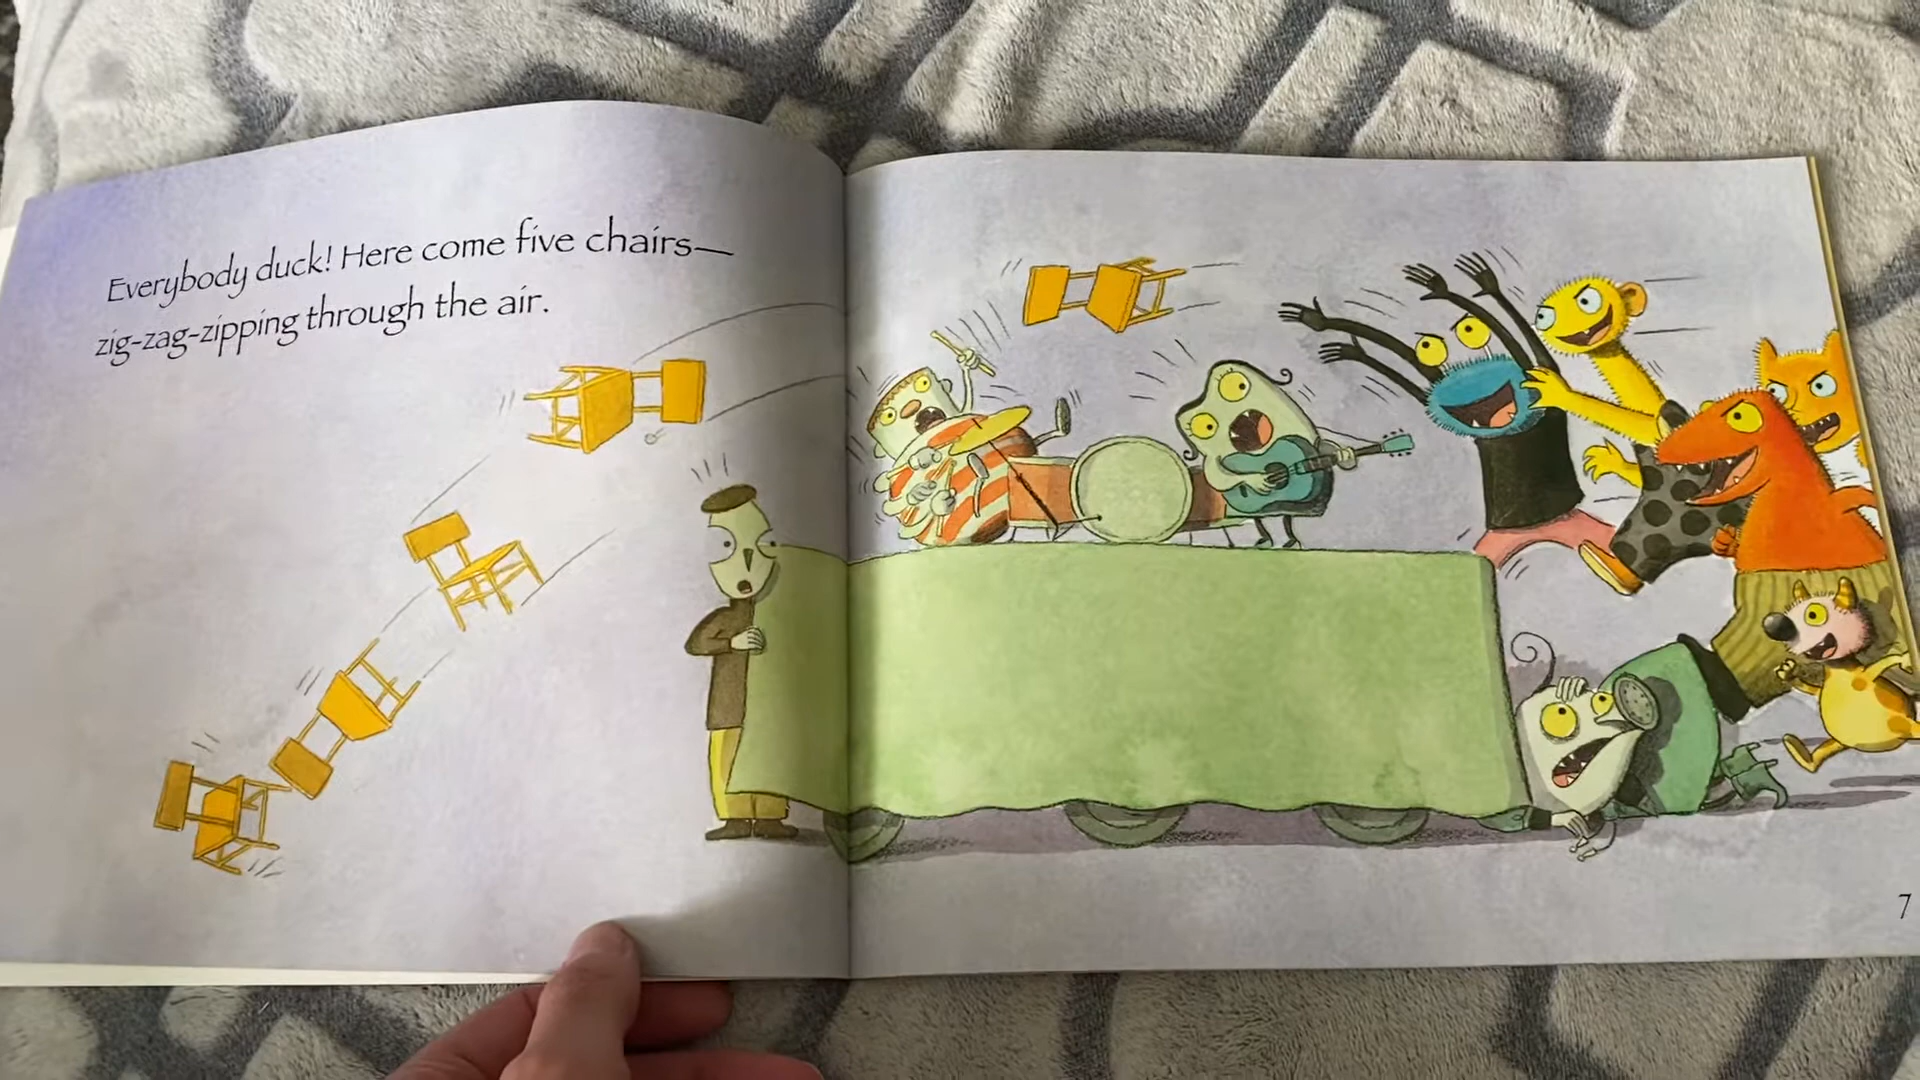 Everybody duck! Here come five chairs—
zig-zag-zipping through the air.
7